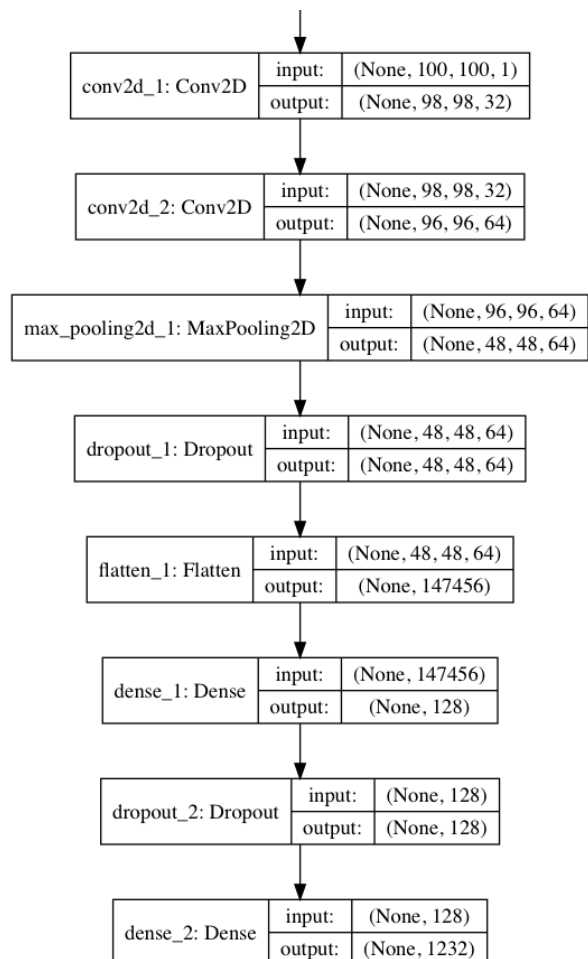 conv2d_1: Conv2D input: (None, 100, 100, 1)
output: (None, 98, 98, 32)
conv2d_2: Conv2D input: (None, 98, 98, 32)
output: (None, 96, 96, 64)
max_pooling2d_1: MaxPooling2D input: (None, 96, 96, 64)
output: (None, 48, 48, 64)
dropout_1: Dropout input: (None, 48, 48, 64)
output: (None, 48, 48, 64)
flatten_1: Flatten input: (None, 48, 48, 64)
output: (None, 147456)
dense_1: Dense input: (None, 147456)
output: (None, 128)
dropout_2: Dropout input: (None, 128)
output: (None, 128)
dense_2: Dense input: (None, 128)
output: (None, 1232)